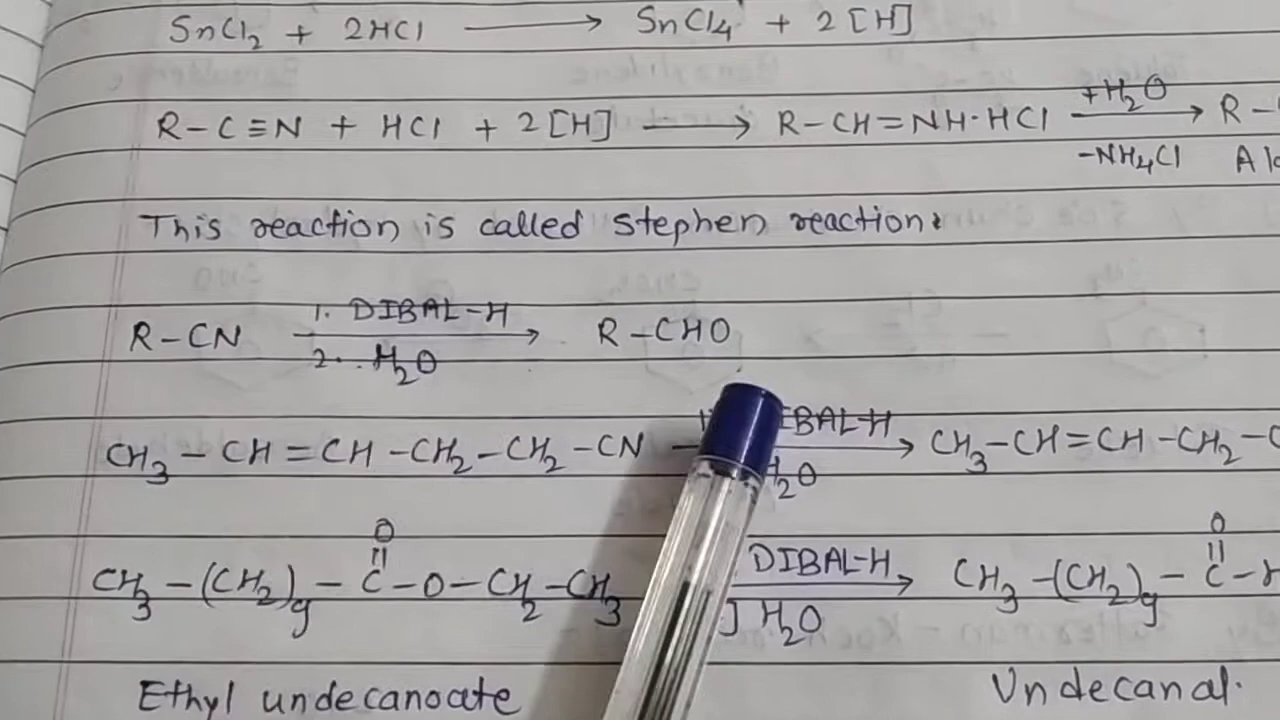 SnCl₂ + 2HCl ⟶ SnCl₄ + 2[H]
R-C≡N + HCl + 2[H] ⟶ R-CH=NH·HCl +H₂O ⟶ R-
-NH₄Cl
This reaction is called stephen reaction.
R-CN 1. DIBAL-H ⟶ R-CHO
2. H₂O
CH₃-CH=CH-CH₂-CH₂-CN IBAL-H ⟶ CH₃-CH=CH-CH₂-C
H₂O
O O
CH₃-(CH₂)₉-C-O-CH₂-CH₃ DIBAL-H ⟶ CH₃-(CH₂)₉-C-H
] H₂O
Ethyl undecanoate Undecanal.